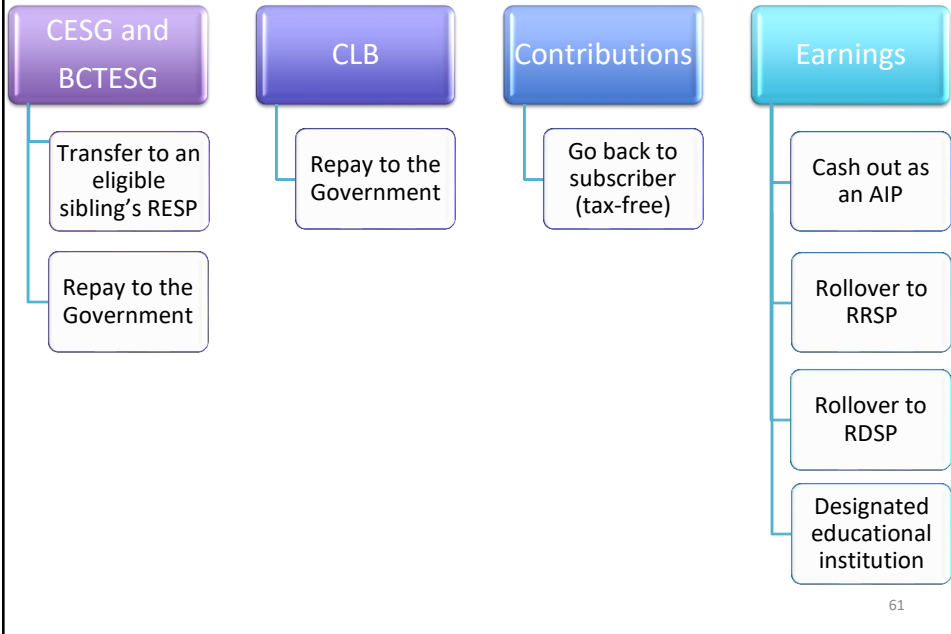 CESG and
BCTESG
Transfer to an
eligible
sibling’s RESP
Repay to the
Government
CLB
Repay to the
Government
Contributions
Go back to
subscriber
(tax-free)
Earnings
Cash out as
an AIP
Rollover to
RRSP
Rollover to
RDSP
Designated
educational
institution
61